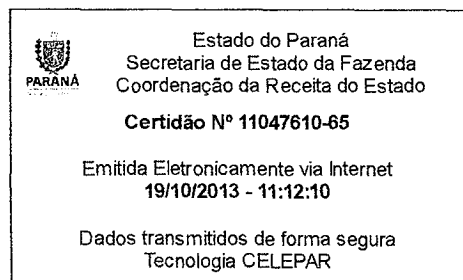 Estado do Paraná
Secretaria de Estado da Fazenda
Coordenação da Receita do Estado
PARANÁ
Certidão Nº 11047610-65
Emitida Eletronicamente via Internet
19/10/2013 - 11:12:10
Dados transmitidos de forma segura
Tecnologia CELEPAR